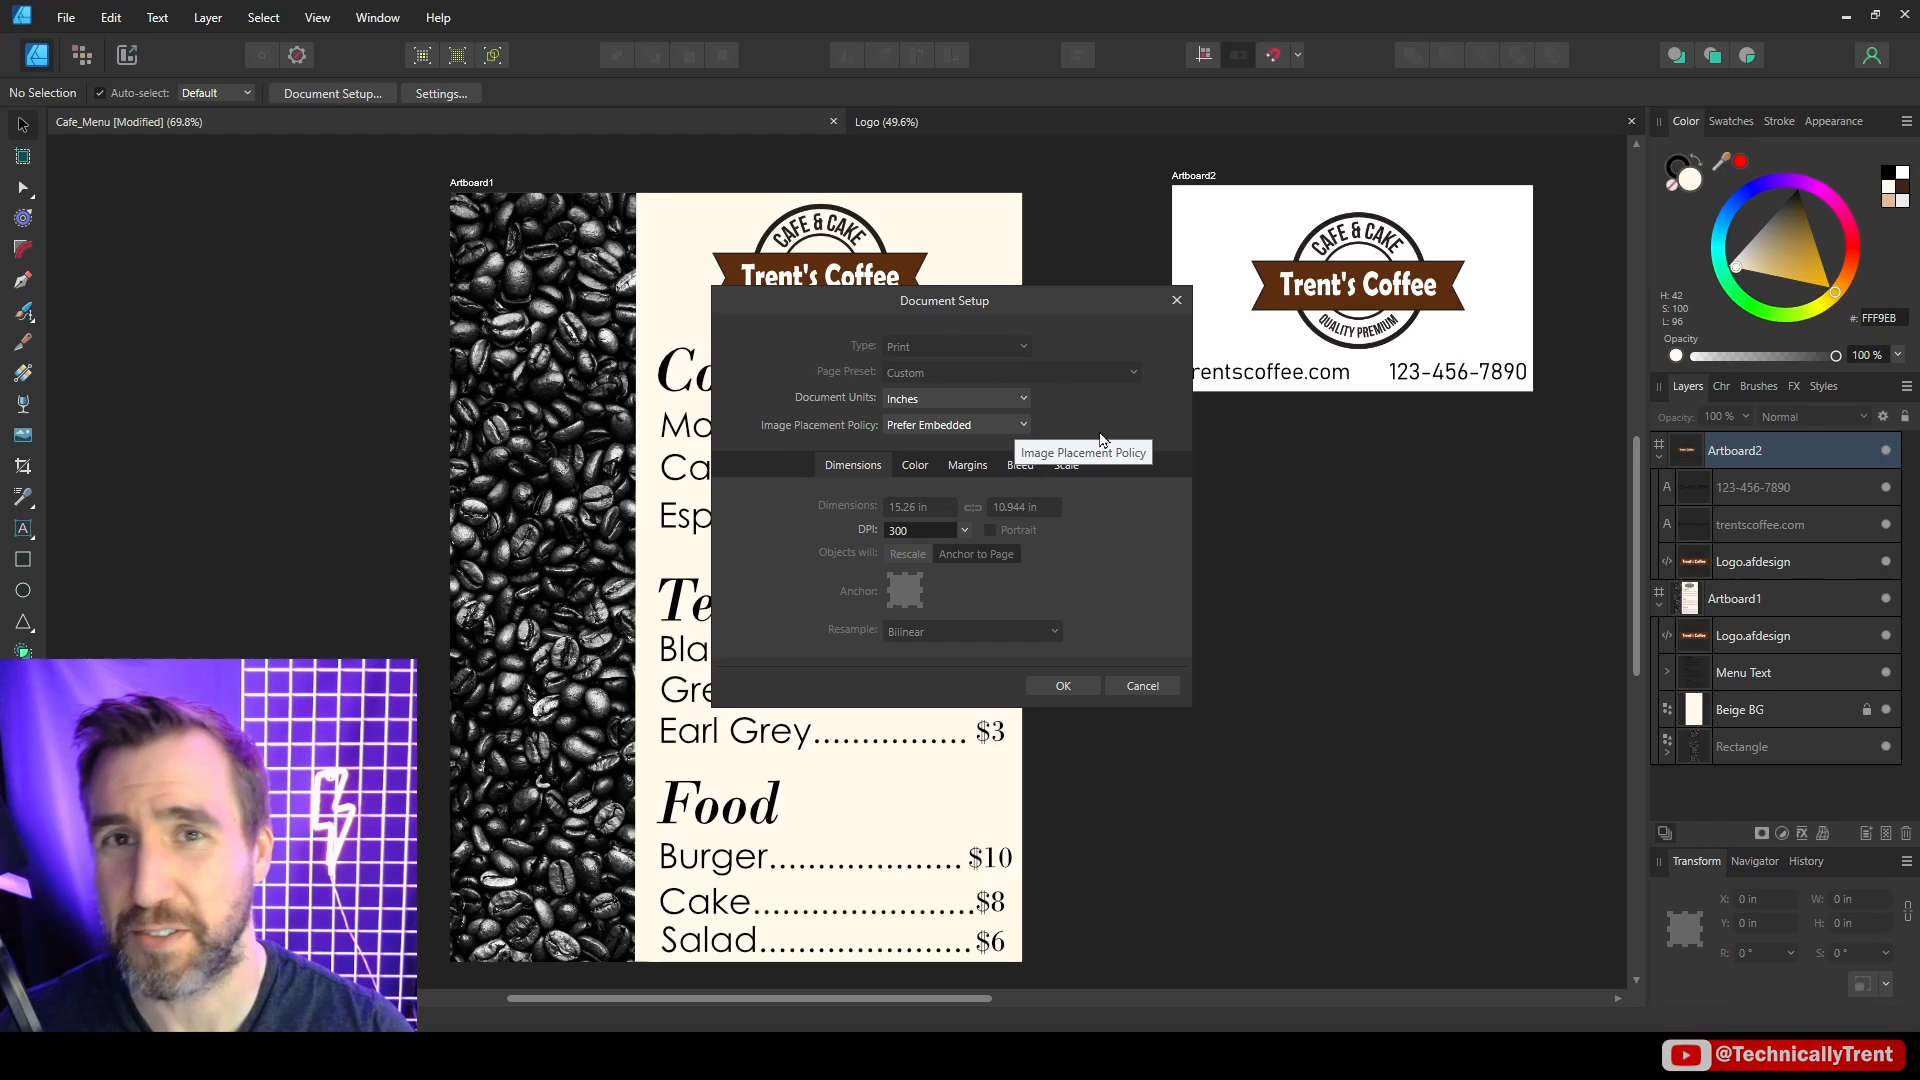 File Edit Text Layer Select View Window Help
No Selection Auto-select: Default Document Setup... Settings...
Cafe_Menu [Modified] (69.8%)
Logo (49.6%)
Artboard1
CAFE & CAKE
Trent's Coffee
Co
Mo
Ca
Esp
Te
Bla
Gre
Earl Grey................ $3
Food
Burger.................... $10
Cake.......................$8
Salad...................... $6
Artboard2
CAFE & CAKE
Trent's Coffee
QUALITY PREMIUM
rentscoffee.com 123-456-7890
Document Setup
Type: Print
Page Preset: Custom
Document Units: Inches
Image Placement Policy: Prefer Embedded
Image Placement Policy
Dimensions Color Margins Bleed Scale
Dimensions: 15.26 in 10.944 in
DPI: 300 Portrait
Objects will: Rescale Anchor to Page
Anchor:
Resample: Bilinear
OK Cancel
Color Swatches Stroke Appearance
H: 42
S: 100
L: 96
#: FFF9EB
Opacity
100 %
Layers Chr Brushes FX Styles
Opacity: 100 % Normal
Artboard2
A 123-456-7890
A trentscoffee.com
Logo.afdesign
Artboard1
Logo.afdesign
Menu Text
Beige BG
Rectangle
Transform Navigator History
X: 0 in W: 0 in
Y: 0 in H: 0 in
R: 0 ° S: 0 °
@TechnicallyTrent